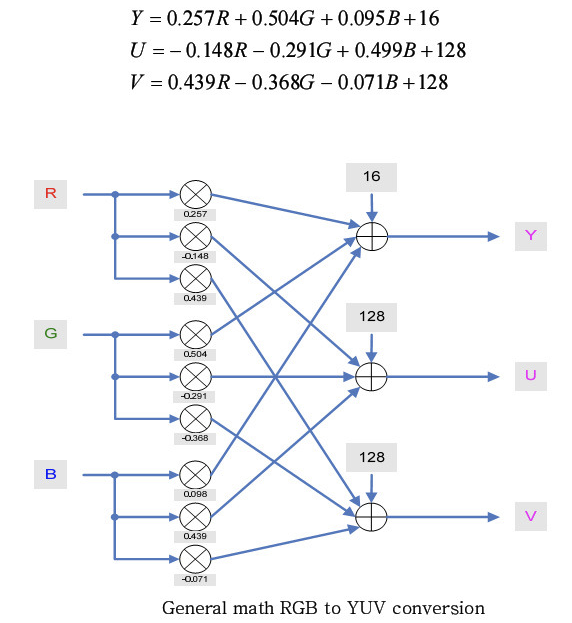 Y = 0.257R + 0.504G + 0.095B + 16
U = − 0.148R − 0.291G + 0.499B + 128
V = 0.439R − 0.368G − 0.071B + 128
R
16
0.257
-0.148
Y
0.439
G
128
0.504
-0.291
U
-0.368
B
128
0.098
0.439
V
-0.071
General math RGB to YUV conversion